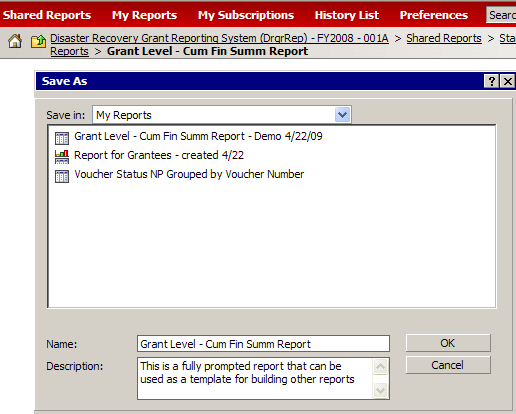 Shared Reports My Reports My Subscriptions History List Preferences Searc
Disaster Recovery Grant Reporting System (DrgrRep) - FY2008 - 001A > Shared Reports > Sta
Reports > Grant Level - Cum Fin Summ Report
Save As
Save in: My Reports
Grant Level - Cum Fin Summ Report - Demo 4/22/09
Report for Grantees - created 4/22
Voucher Status NP Grouped by Voucher Number
Name: Grant Level - Cum Fin Summ Report OK
Description: This is a fully prompted report that can Cancel
used as a template for building other reports